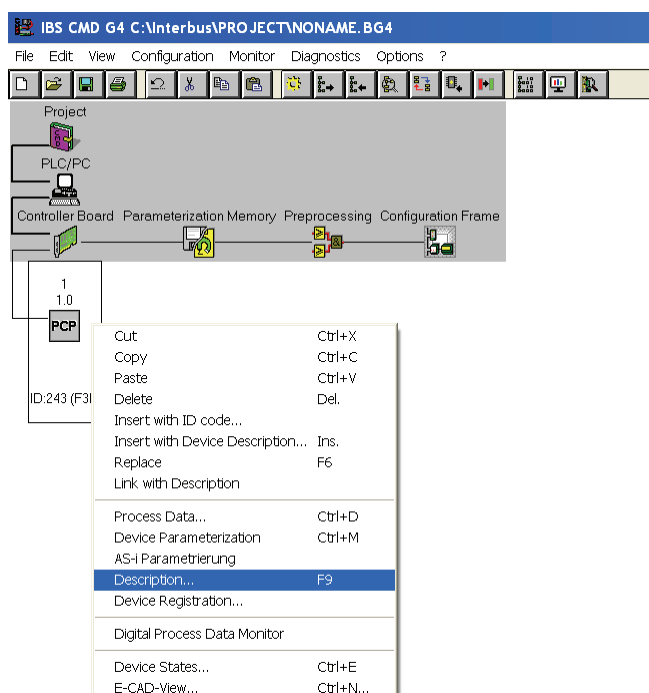 IBS CMD G4 C:\Interbus\PROJECT\NONAME.BG4
File Edit View Configuration Monitor Diagnostics Options ?
Project
PLC/PC
Controller Board Parameterization Memory Preprocessing Configuration Frame
1
1.0
PCP
ID:243 (F3
Cut Ctrl+X
Copy Ctrl+C
Paste Ctrl+V
Delete Del.
Insert with ID code...
Insert with Device Description... Ins.
Replace F6
Link with Description
Process Data... Ctrl+D
Device Parameterization Ctrl+M
AS-i Parametrierung
Description... F9
Device Registration...
Digital Process Data Monitor
Device States... Ctrl+E
E-CAD-View... Ctrl+N...